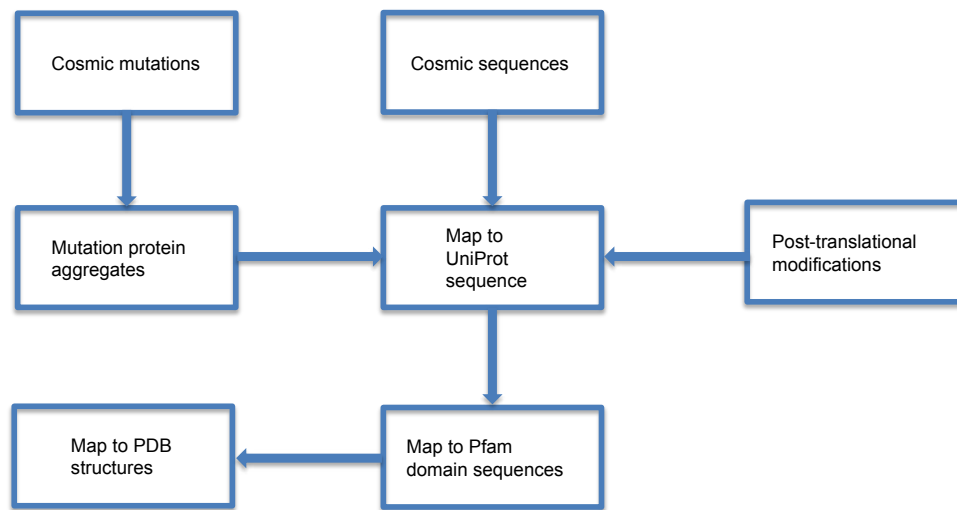 Cosmic mutations
Cosmic sequences
Mutation protein
aggregates
Map to
UniProt
sequence
Post-translational
modifications
Map to PDB
structures
Map to Pfam
domain sequences